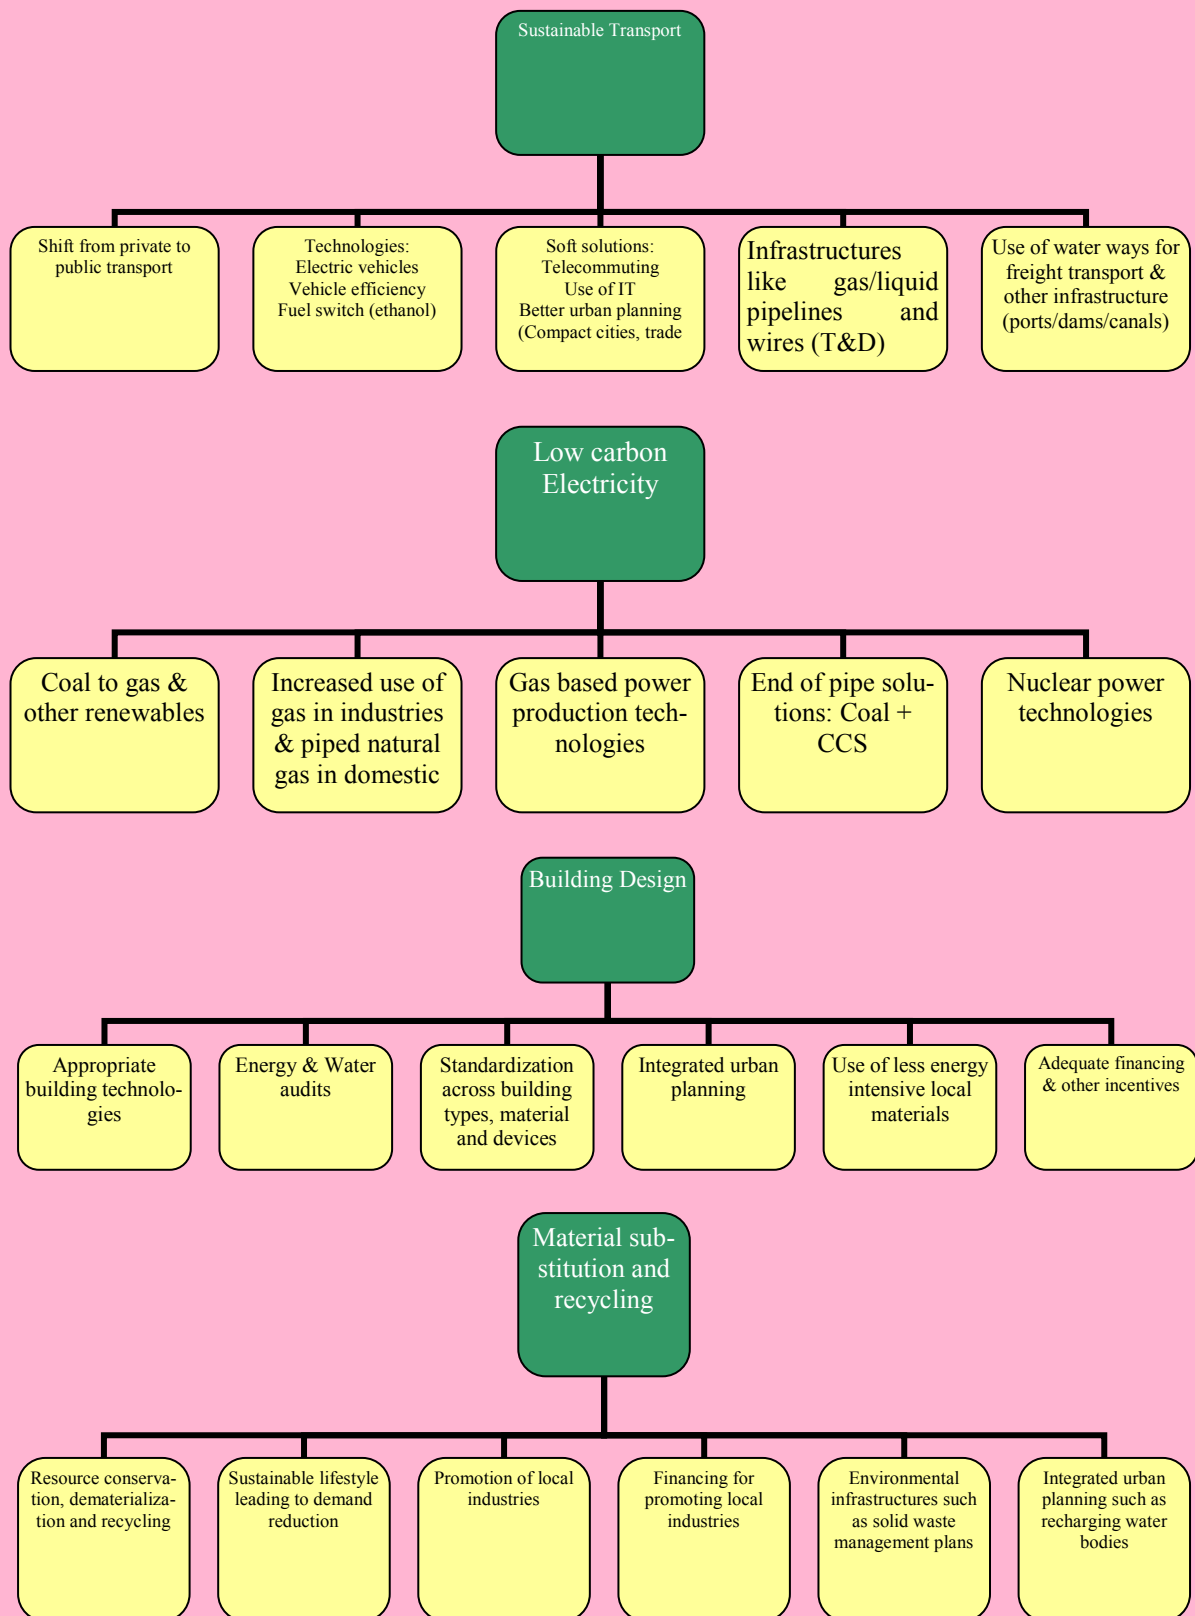 Sustainable Transport
Shift from private to
public transport
Technologies:
Electric vehicles
Vehicle efficiency
Fuel switch (ethanol)
Soft solutions:
Telecommuting
Use of IT
Better urban planning
(Compact cities, trade
Infrastructures
like gas/liquid
pipelines and
wires (T&D)
Use of water ways for
freight transport &
other infrastructure
(ports/dams/canals)
Low carbon
Electricity
Coal to gas &
other renewables
Increased use of
gas in industries
& piped natural
gas in domestic
Gas based power
production tech-
nologies
End of pipe solu-
tions: Coal +
CCS
Nuclear power
technologies
Building Design
Appropriate
building technolo-
gies
Energy & Water
audits
Standardization
across building
types, material
and devices
Integrated urban
planning
Use of less energy
intensive local
materials
Adequate financing
& other incentives
Material sub-
stitution and
recycling
Resource conserva-
tion, dematerializa-
tion and recycling
Sustainable lifestyle
leading to demand
reduction
Promotion of local
industries
Financing for
promoting local
industries
Environmental
infrastructures such
as solid waste
management plans
Integrated urban
planning such as
recharging water
bodies